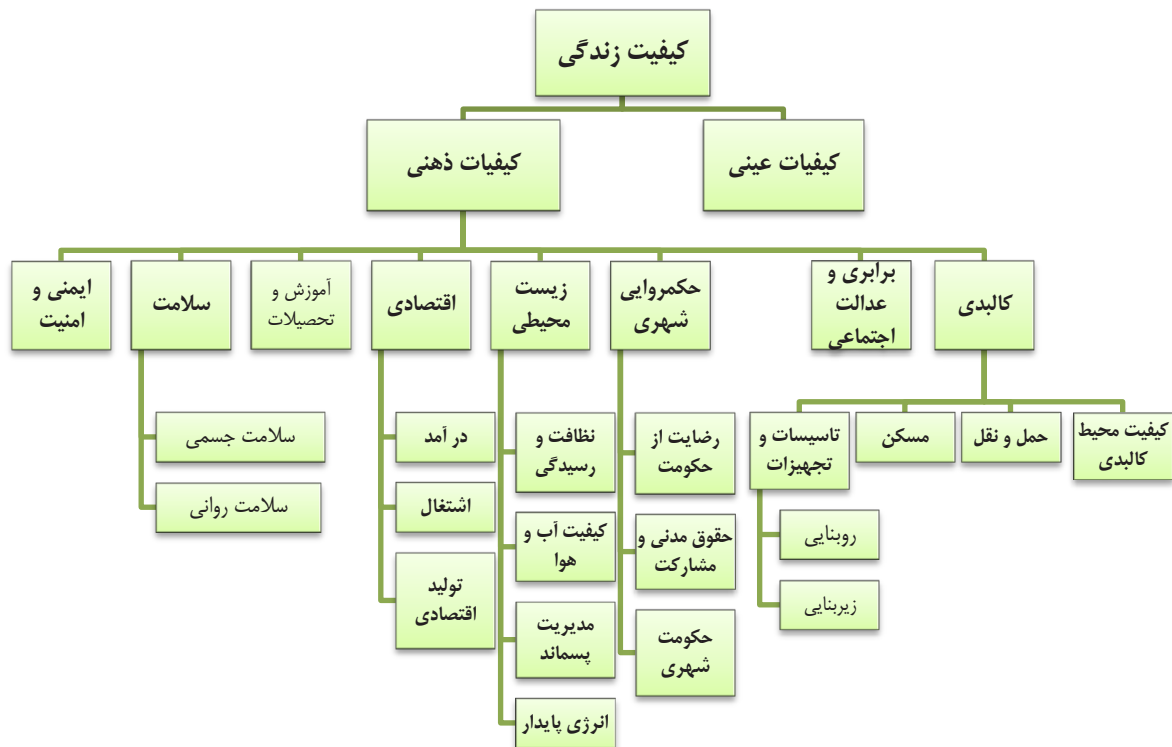 کیفیت زندگی
کیفیات عینی
کیفیات ذهنی
کالبدی
برابری و
عدالت
اجتماعی
حکمروایی
شهری
زیست
محیطی
اقتصادی
آموزش و
تحصیلات
سلامت
ایمنی و
امنیت
کیفیت محیط
کالبدی
حمل و نقل
مسکن
تاسیسات و
تجهیزات
روبنایی
زیربنایی
رضایت از
حکومت
حقوق مدنی و
مشارکت
حکومت
شهری
نظافت و
رسیدگی
کیفیت آب و
هوا
مدیریت
پسماند
انرژی پایدار
در آمد
اشتغال
تولید
اقتصادی
سلامت جسمی
سلامت روانی